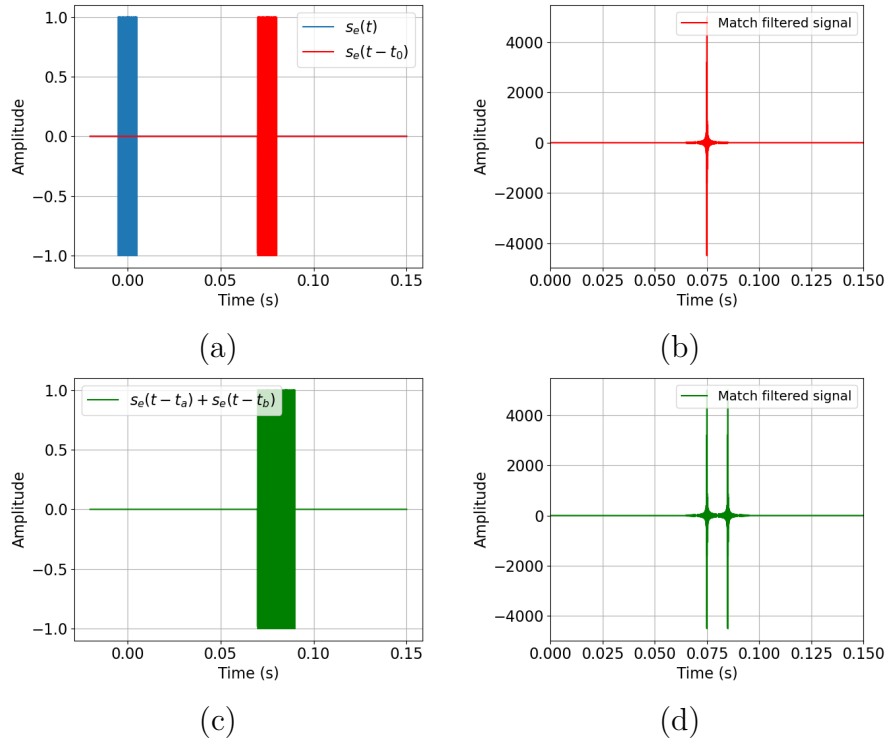 1.0
0.5
0.0
−0.5
−1.0
Amplitude
0.00 0.05 0.10 0.15
Time (s)
s_e(t)
s_e(t − t_0)
(a)
4000
2000
0
−2000
−4000
Amplitude
0.000 0.025 0.050 0.075 0.100 0.125 0.150
Time (s)
Match filtered signal
(b)
1.0
0.5
0.0
−0.5
−1.0
Amplitude
0.00 0.05 0.10 0.15
Time (s)
s_e(t − t_a) + s_e(t − t_b)
(c)
4000
2000
0
−2000
−4000
Amplitude
0.000 0.025 0.050 0.075 0.100 0.125 0.150
Time (s)
Match filtered signal
(d)